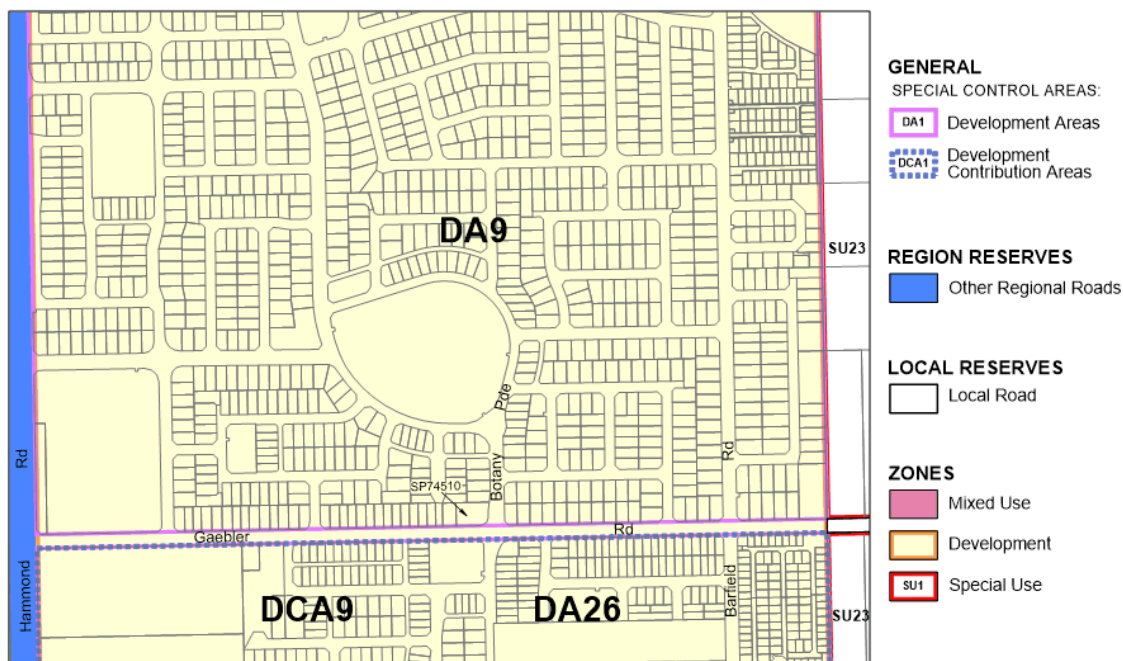 DA9
SU23
Rd
Pde
Botany
Rd
SP74510
Gaebler
Rd
Hammond
DCA9
DA26
Barfield
SU23
GENERAL
SPECIAL CONTROL AREAS:
DA1
Development Areas
DCA1
Development
Contribution Areas
REGION RESERVES
Other Regional Roads
LOCAL RESERVES
Local Road
ZONES
Mixed Use
Development
SU1
Special Use